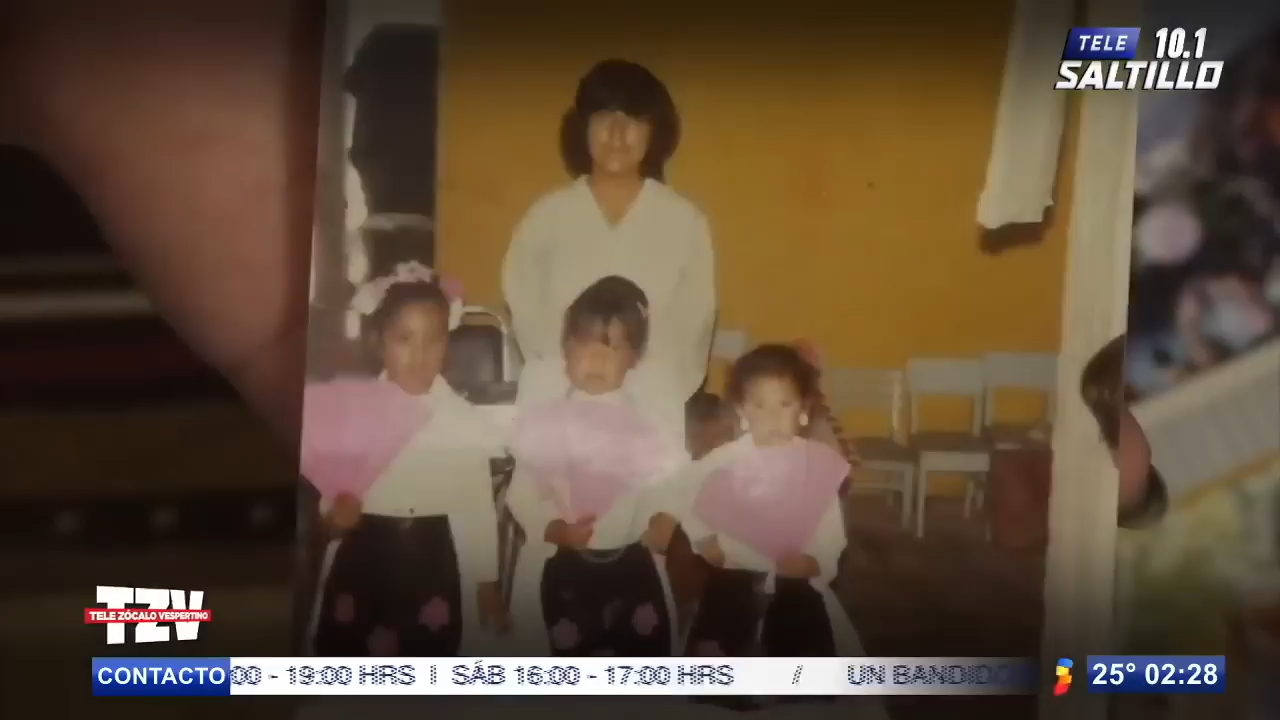 TELE 10.1
SALTILLO
TZV
TELE ZÓCALO VESPERTINO
CONTACTO
00 - 19:00 HRS | SÁB 16:00 - 17:00 HRS / UN BANDIDO
25° 02:28